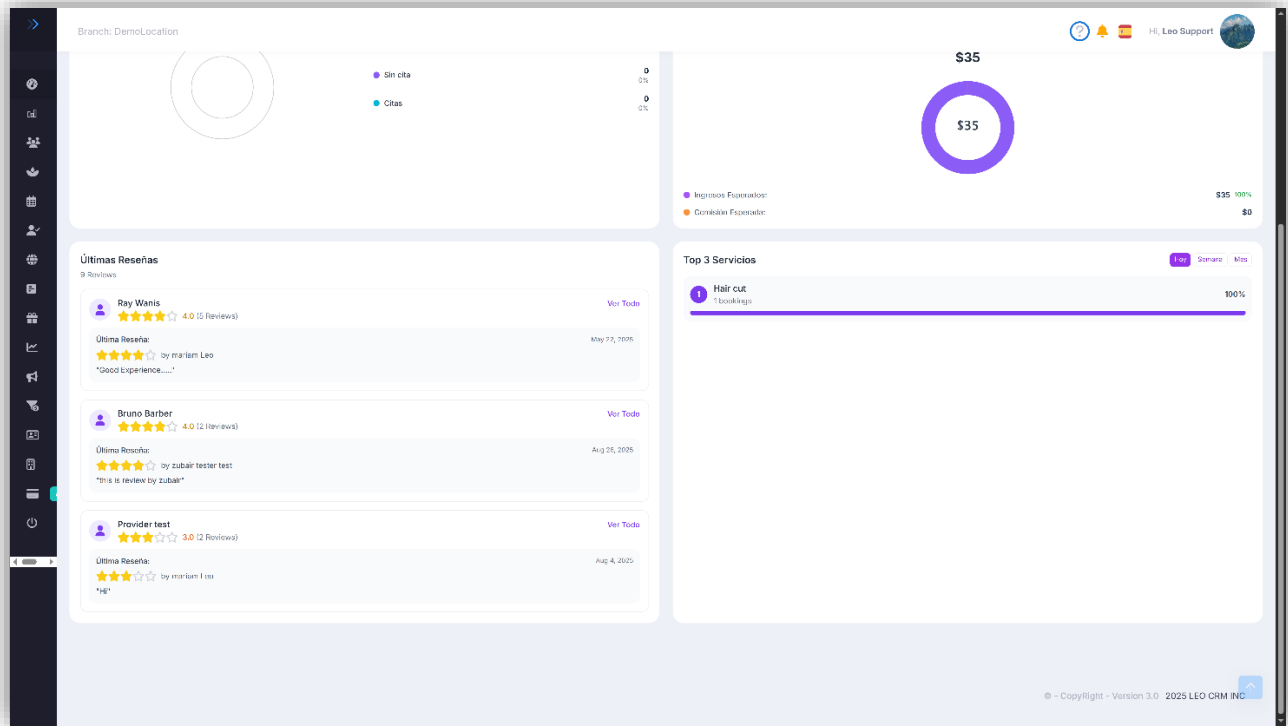 Branch: DemoLocation
Hi, Leo Support
Sin cita
0
0%
Citas
0
0%
$35
$35
Ingresos Esperados:
$35 100%
Comisión Esperada:
$0
Últimas Reseñas
9 Reviews
Ray Wanis
Ver Todo
4.0 (5 Reviews)
Última Reseña:
May 22, 2025
by mariam Leo
"Good Experience....."
Bruno Barber
Ver Todo
4.0 (2 Reviews)
Última Reseña:
Aug 28, 2025
by zubair tester test
"this is review by zubair"
Provider test
Ver Todo
3.0 (2 Reviews)
Última Reseña:
Aug 4, 2025
by mariam Leo
"Hi"
Top 3 Servicios
Hoy Semana Mes
1
Hair cut
1 bookings
100%
© - CopyRight - Version 3.0 2025 LEO CRM INC